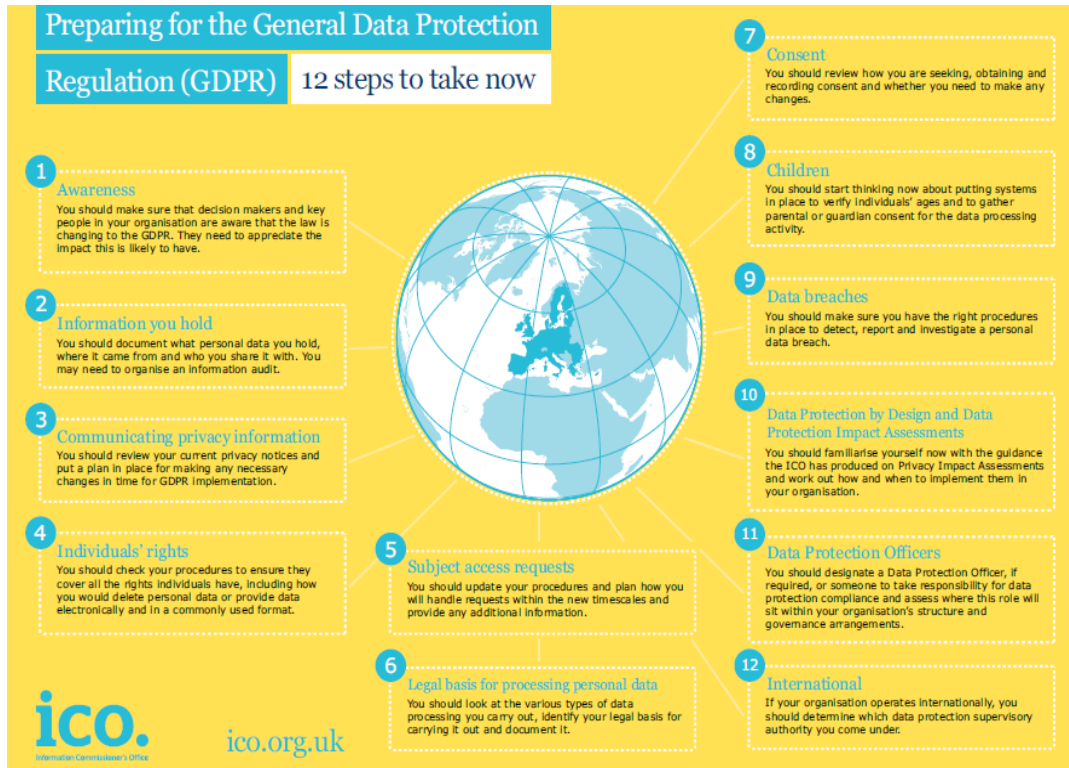 Preparing for the General Data Protection
Regulation (GDPR) 12 steps to take now
1
Awareness
You should make sure that decision makers and key
people in your organisation are aware that the law is
changing to the GDPR. They need to appreciate the
impact this is likely to have.
2
Information you hold
You should document what personal data you hold,
where it came from and who you share it with. You
may need to organise an information audit.
3
Communicating privacy information
You should review your current privacy notices and
put a plan in place for making any necessary
changes in time for GDPR implementation.
4
Individuals' rights
You should check your procedures to ensure they
cover all the rights individuals have, including how
you would delete personal data or provide data
electronically and in a commonly used format.
5
Subject access requests
You should update your procedures and plan how you
will handle requests within the new timescales and
provide any additional information.
6
Legal basis for processing personal data
You should look at the various types of data
processing you carry out, identify your legal basis for
carrying it out and document it.
7
Consent
You should review how you are seeking, obtaining and
recording consent and whether you need to make any
changes.
8
Children
You should start thinking now about putting systems
in place to verify individuals' ages and to gather
parental or guardian consent for the data processing
activity.
9
Data breaches
You should make sure you have the right procedures
in place to detect, report and investigate a personal
data breach.
10
Data Protection by Design and Data
Protection Impact Assessments
You should familiarise yourself now with the guidance
the ICO has produced on Privacy Impact Assessments
and work out how and when to implement them in
your organisation.
11
Data Protection Officers
You should designate a Data Protection Officer, if
required, or someone to take responsibility for data
protection compliance and assess where this role will
sit within your organisation's structure and
governance arrangements.
12
International
If your organisation operates internationally, you
should determine which data protection supervisory
authority you come under.
ico.
Information Commissioner's Office
ico.org.uk